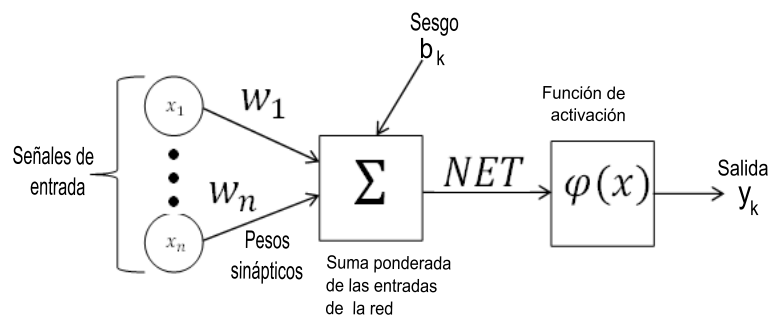 Sesgo
b k
Función de
activación
x1
w1
Señales de
entrada
Σ
NET
φ(x)
Salida
yk
wn
xn
Pesos
sinápticos
Suma ponderada
de las entradas
de la red